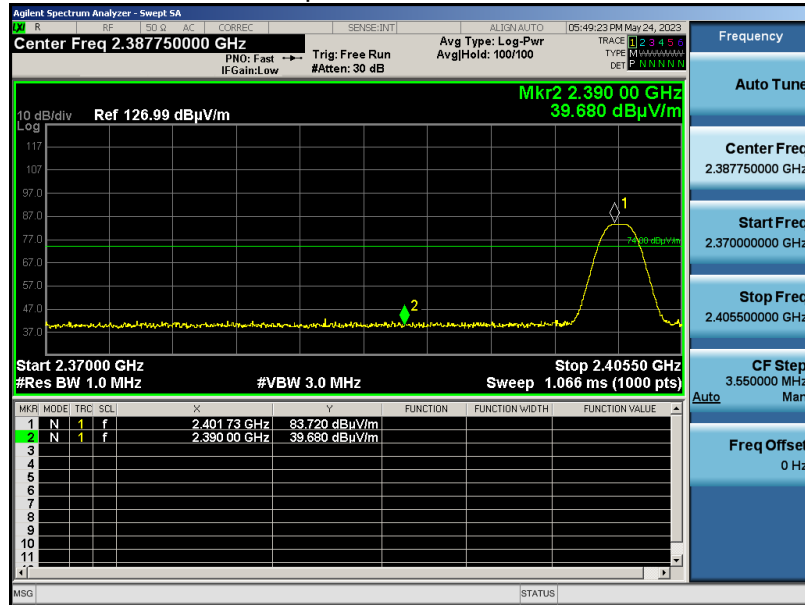 Agilent Spectrum Analyzer - Swept SA
LXI R RF 50 Ω AC CORREC SENSE:INT ALIGN AUTO 05:49:23 PM May 24, 2023
Center Freq 2.387750000 GHz
PNO: Fast
IFGain:Low
Trig: Free Run
#Atten: 30 dB
Avg Type: Log-Pwr
Avg|Hold: 100/100
TRACE 1 2 3 4 5 6
TYPE M WWWWW
DET P N N N N N
Mkr2 2.390 00 GHz
39.680 dBµV/m
10 dB/div Ref 126.99 dBµV/m
Log
117
107
97.0
87.0
77.0
67.0
57.0
47.0
37.0
1
74.00 dBµV/m
2
Start 2.37000 GHz Stop 2.40550 GHz
#Res BW 1.0 MHz #VBW 3.0 MHz Sweep 1.066 ms (1000 pts)
MKR MODE TRC SCL X Y FUNCTION FUNCTION WIDTH FUNCTION VALUE
1 N 1 f 2.401 73 GHz 83.720 dBµV/m
2 N 1 f 2.390 00 GHz 39.680 dBµV/m
3
4
5
6
7
8
9
10
11
MSG STATUS
Frequency
Auto Tune
Center Freq
2.387750000 GHz
Start Freq
2.370000000 GHz
Stop Freq
2.405500000 GHz
CF Step
3.550000 MHz
Auto Man
Freq Offset
0 Hz